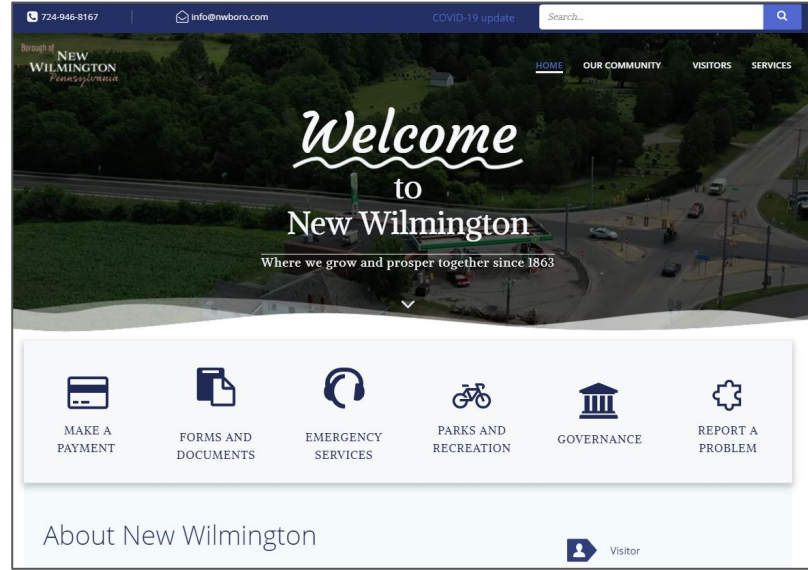 724-946-8167
info@nwboro.com
COVID-19 update
Search...
Borough of
NEW
WILMINGTON
Pennsylvania
HOME
OUR COMMUNITY
VISITORS
SERVICES
Welcome
to
New Wilmington
Where we grow and prosper together since 1863
MAKE A
PAYMENT
FORMS AND
DOCUMENTS
EMERGENCY
SERVICES
PARKS AND
RECREATION
GOVERNANCE
REPORT A
PROBLEM
About New Wilmington
Visitor